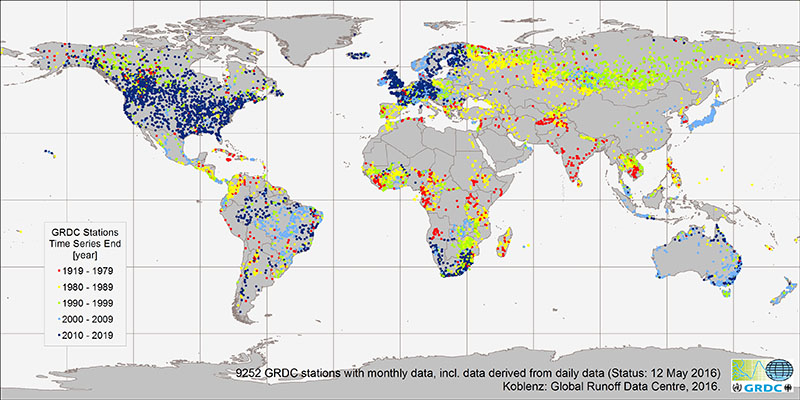 GRDC Stations
Time Series End
[year]
1919 - 1979
1980 - 1989
1990 - 1999
2000 - 2009
2010 - 2019
9252 GRDC stations with monthly data, incl. data derived from daily data (Status: 12 May 2016)
Koblenz: Global Runoff Data Centre, 2016.
GRDC